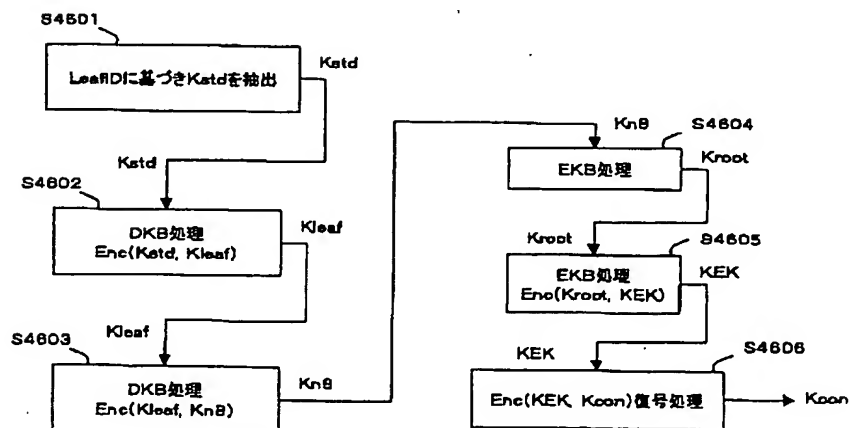 S4601
LeafIDに基づきKstdを抽出
Kstd
Kstd
S4602
DKB処理
Enc(Kstd, Kleaf)
Kleaf
Kleaf
S4603
DKB処理
Enc(Kleaf, Kn8)
Kn8
Kn8
S4604
EKB処理
Kroot
Kroot
S4605
EKB処理
Enc(Kroot, KEK)
KEK
KEK
S4606
Enc(KEK, Kcon)復号処理
Kcon